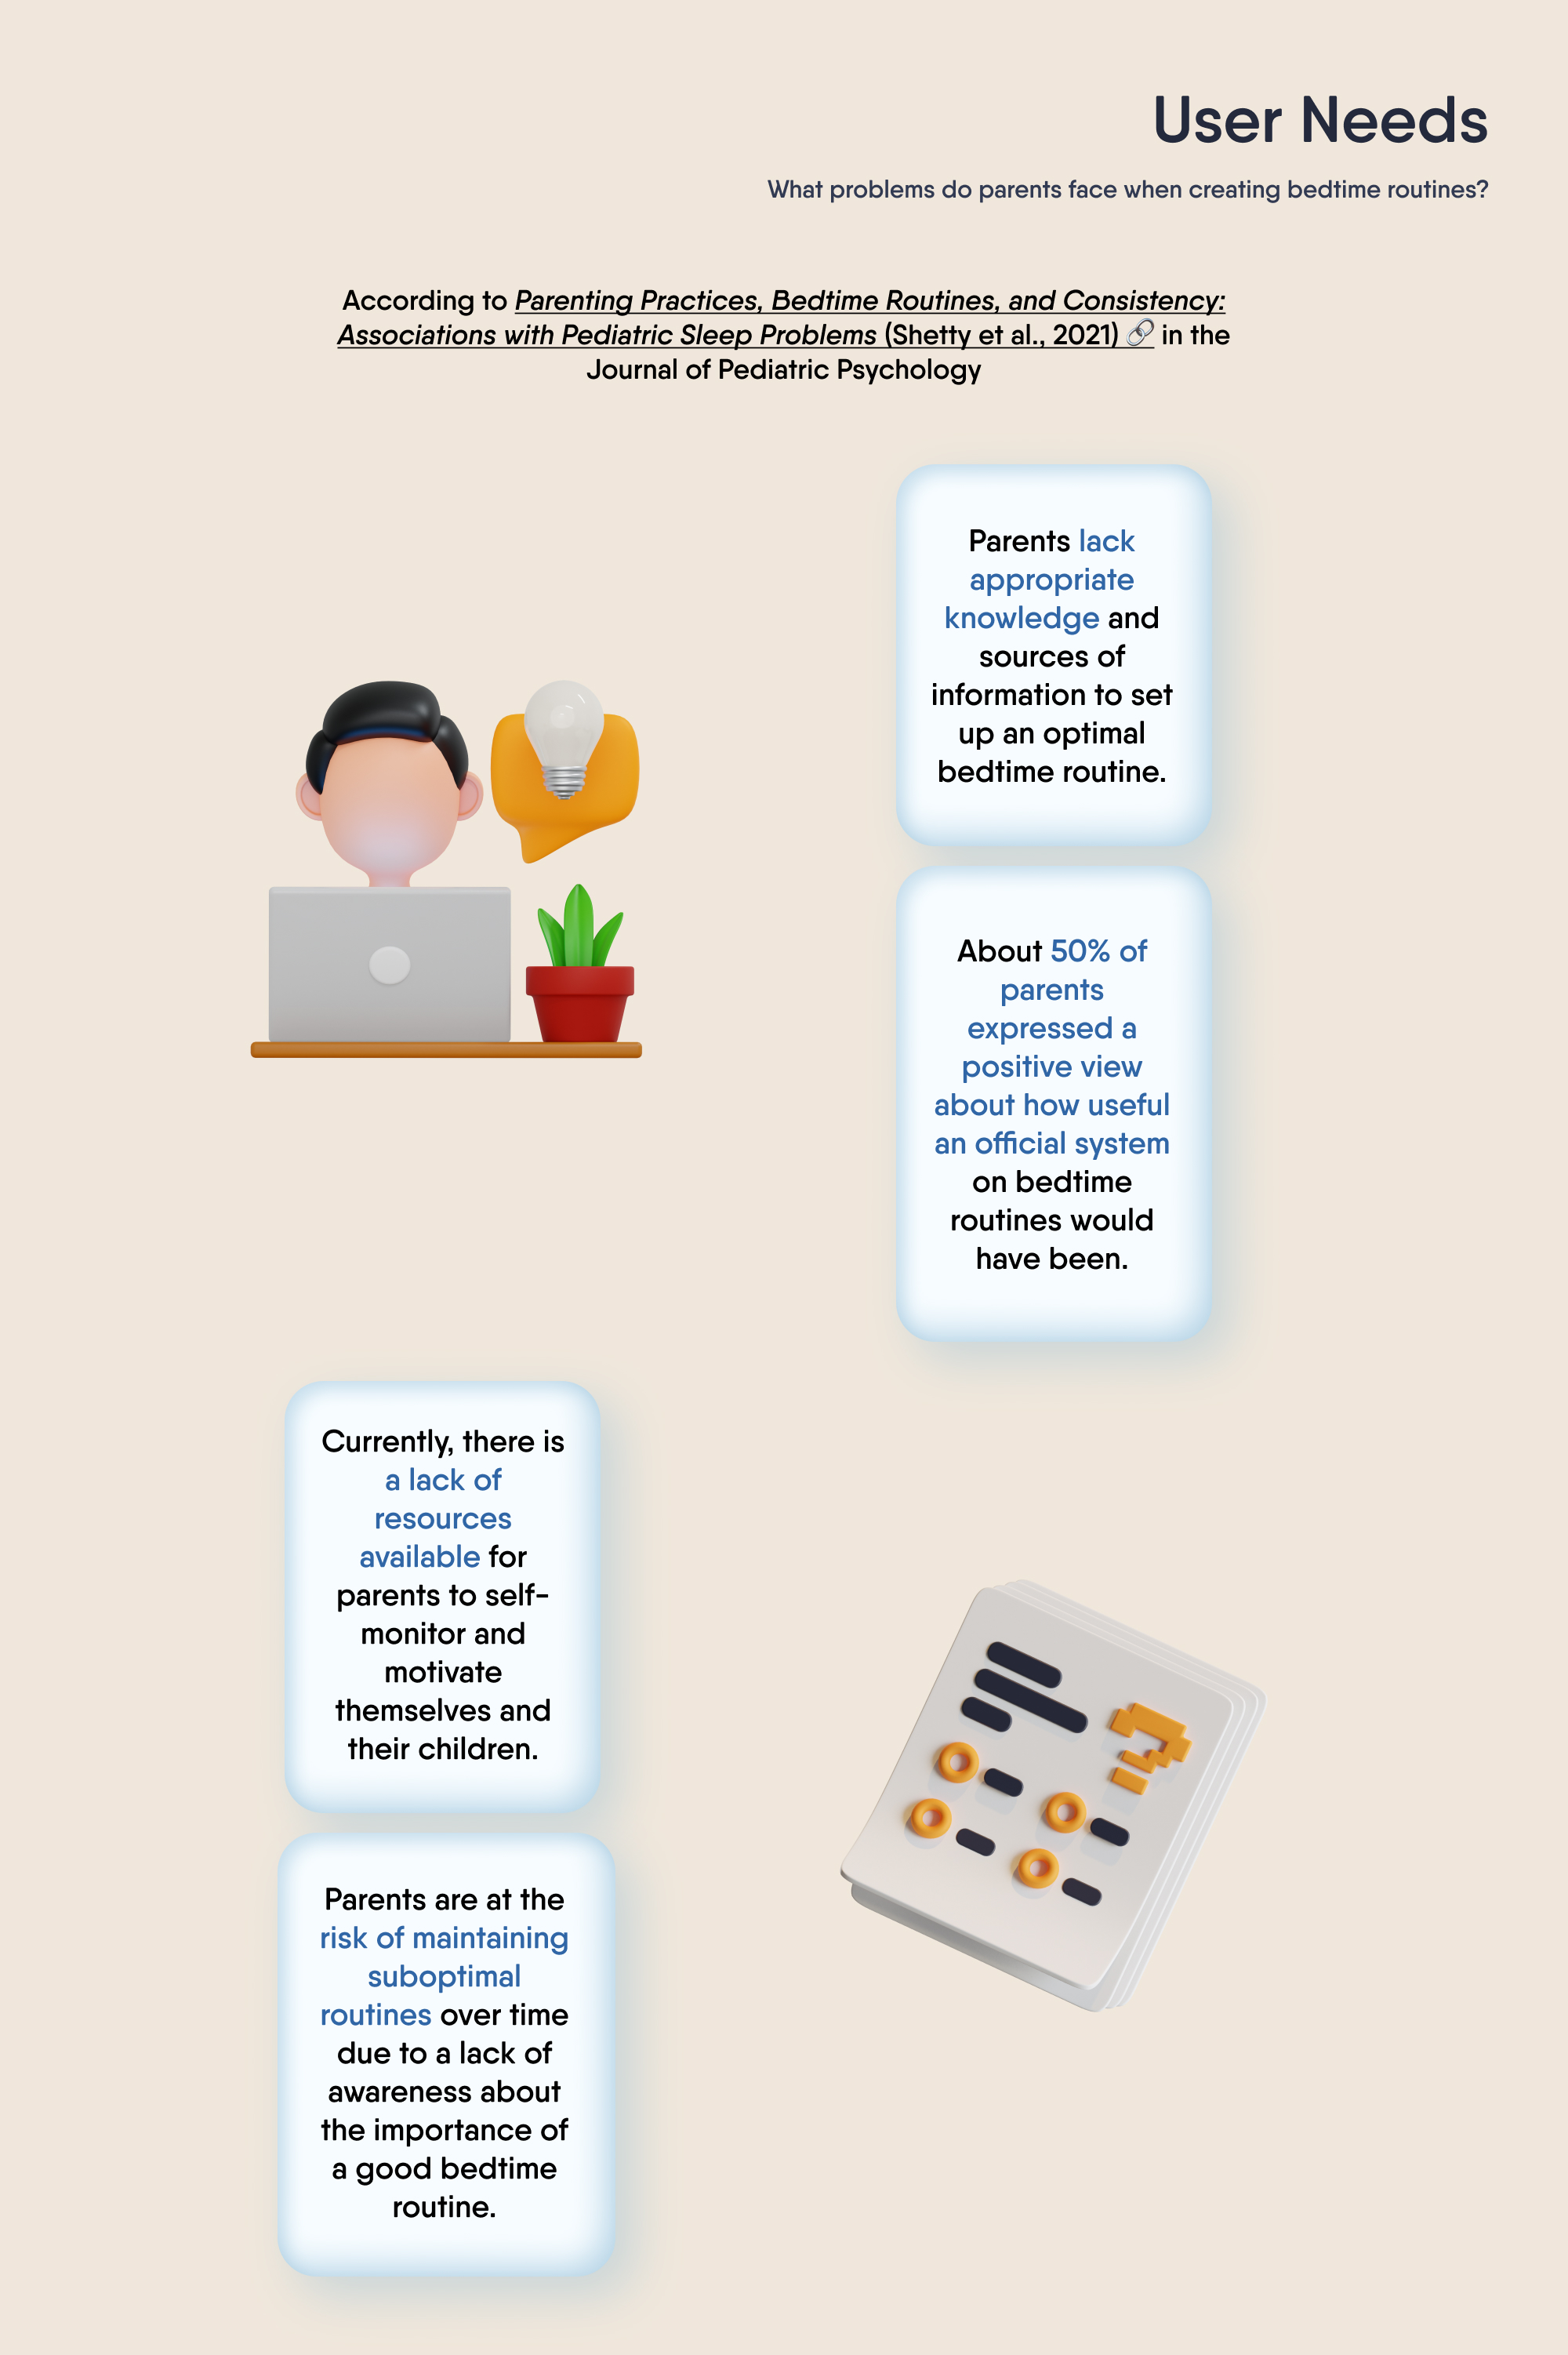 User Needs
What problems do parents face when creating bedtime routines?
According to Parenting Practices, Bedtime Routines, and Consistency:
Associations with Pediatric Sleep Problems (Shetty et al., 2021) 🔗 in the
Journal of Pediatric Psychology
Parents lack
appropriate
knowledge and
sources of
information to set
up an optimal
bedtime routine.
About 50% of
parents
expressed a
positive view
about how useful
an official system
on bedtime
routines would
have been.
Currently, there is
a lack of
resources
available for
parents to self-
monitor and
motivate
themselves and
their children.
Parents are at the
risk of maintaining
suboptimal
routines over time
due to a lack of
awareness about
the importance of
a good bedtime
routine.